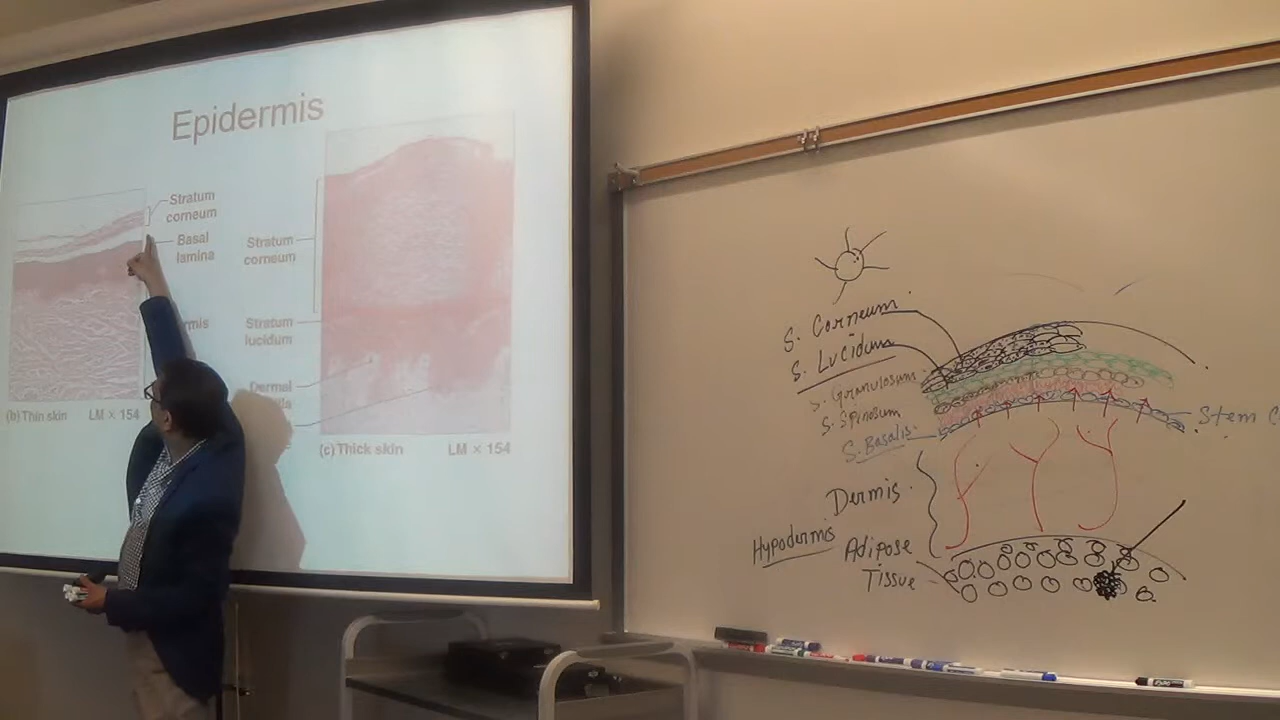 Epidermis
Stratum
corneum
Basal
lamina
Stratum
corneum
Stratum
lucidum
Dermal
(b) Thin skin LM × 154
(c) Thick skin LM × 154
S. Corneum
S. Lucidum
S. Granulosum
S. Spinosum
S. Basalis
Stem
Dermis
Hypodermis
Adipose
Tissue